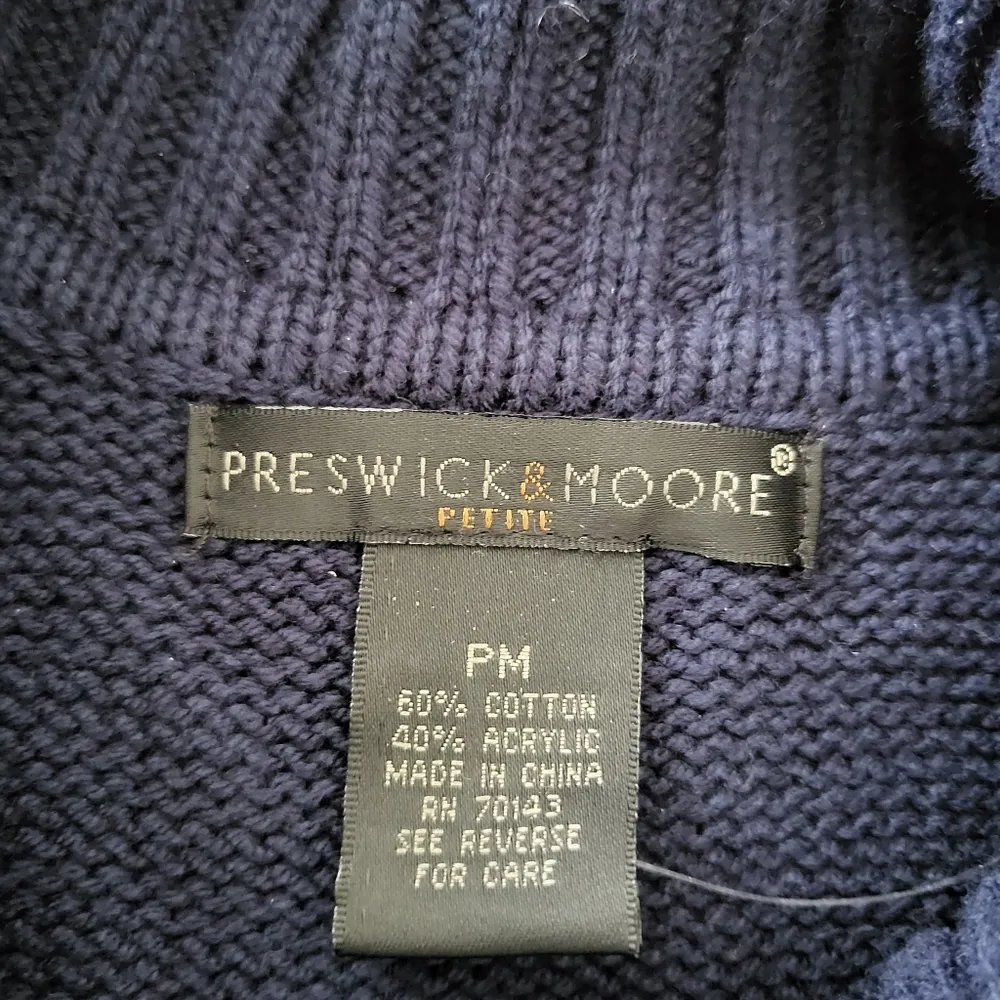 PRESWICK&MOORE®
PETITE
PM
60% COTTON
40% ACRYLIC
MADE IN CHINA
RN 70143
SEE REVERSE
FOR CARE